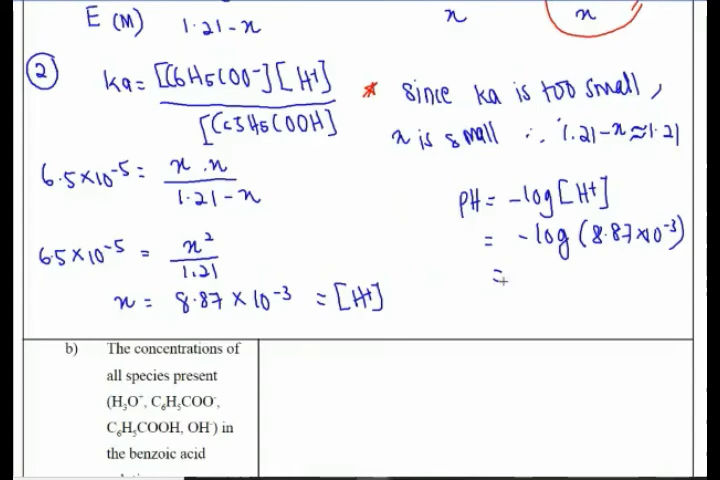 E (M) 1.21-x x x
2 Ka = [C6H5COO-][H+]
[C6H5COOH]
* since ka is too small,
x is small ∴ 1.21-x≈1.21
6.5×10-5 = x.x
1.21-x
6.5×10-5 = x2
1.21
x = 8.87×10-3 = [H+]
PH = -log[H+]
= -log(8.87×10-3)
=
b) The concentrations of
all species present
(H3O+, C6H5COO-,
C6H5COOH, OH-) in
the benzoic acid